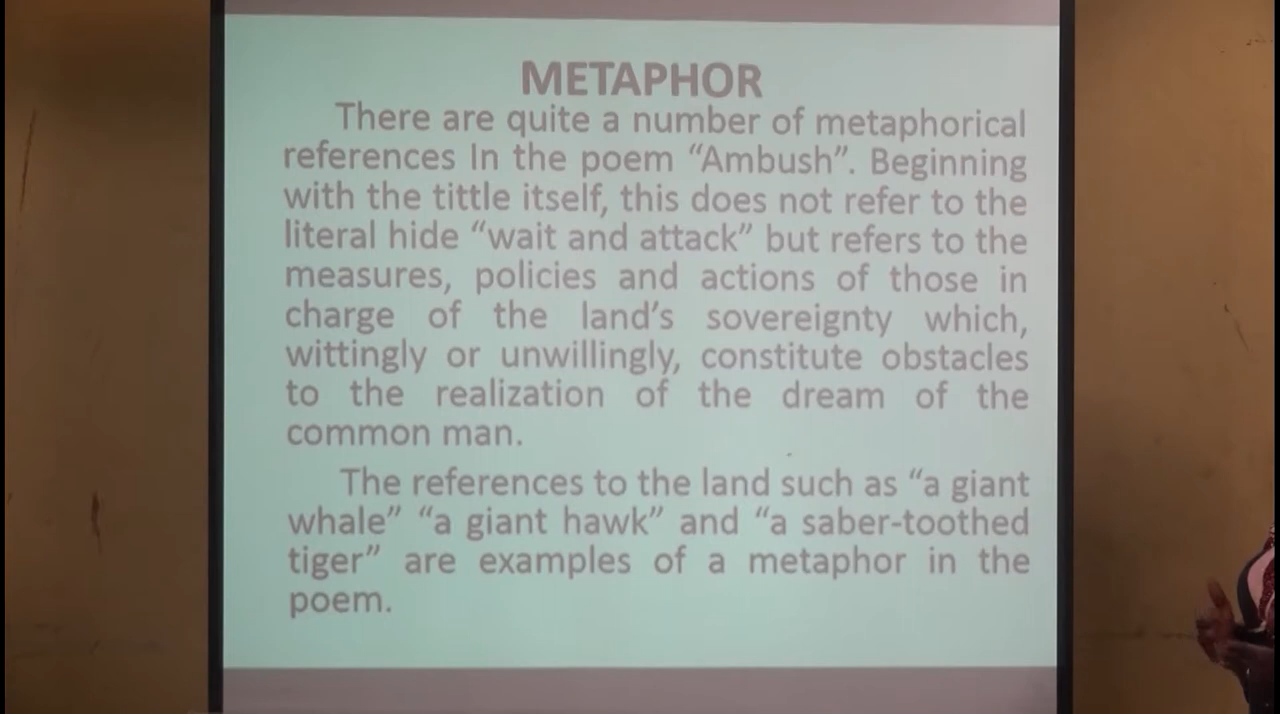 METAPHOR
There are quite a number of metaphorical
references In the poem “Ambush”. Beginning
with the tittle itself, this does not refer to the
literal hide “wait and attack” but refers to the
measures, policies and actions of those in
charge of the land’s sovereignty which,
wittingly or unwillingly, constitute obstacles
to the realization of the dream of the
common man.
The references to the land such as “a giant
whale” “a giant hawk” and “a saber-toothed
tiger” are examples of a metaphor in the
poem.